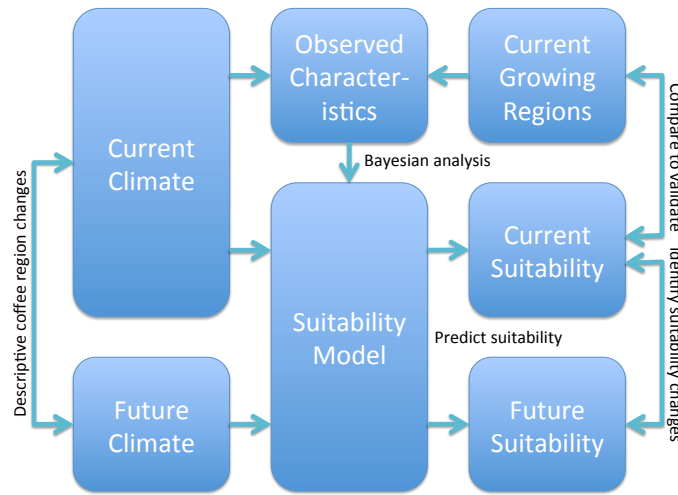 Observed
Character-
istics
Current
Growing
Regions
Current
Climate
Bayesian analysis
Compare to validate
Descriptive coffee region changes
Current
Suitability
Suitability
Model
Predict suitability
Identify suitability changes
Future
Climate
Future
Suitability